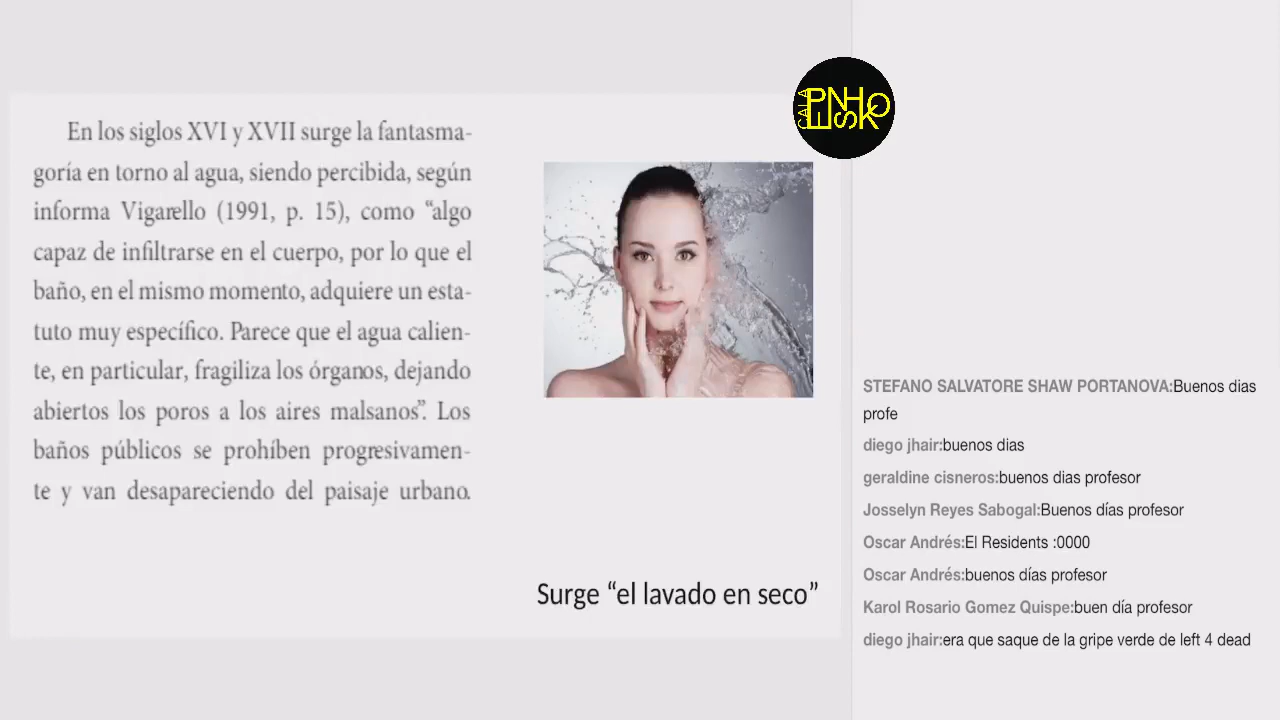 En los siglos XVI y XVII surge la fantasma-
goría en torno al agua, siendo percibida, según
informa Vigarello (1991, p. 15), como “algo
capaz de infiltrarse en el cuerpo, por lo que el
baño, en el mismo momento, adquiere un esta-
tuto muy específico. Parece que el agua calien-
te, en particular, fragiliza los órganos, dejando
abiertos los poros a los aires malsanos”. Los
baños públicos se prohíben progresivamen-
te y van desapareciendo del paisaje urbano.
Surge “el lavado en seco”
STEFANO SALVATORE SHAW PORTANOVA:Buenos dias
profe
diego jhair:buenos dias
geraldine cisneros:buenos dias profesor
Josselyn Reyes Sabogal:Buenos días profesor
Oscar Andrés:El Residents :0000
Oscar Andrés:buenos días profesor
Karol Rosario Gomez Quispe:buen día profesor
diego jhair:era que saque de la gripe verde de left 4 dead